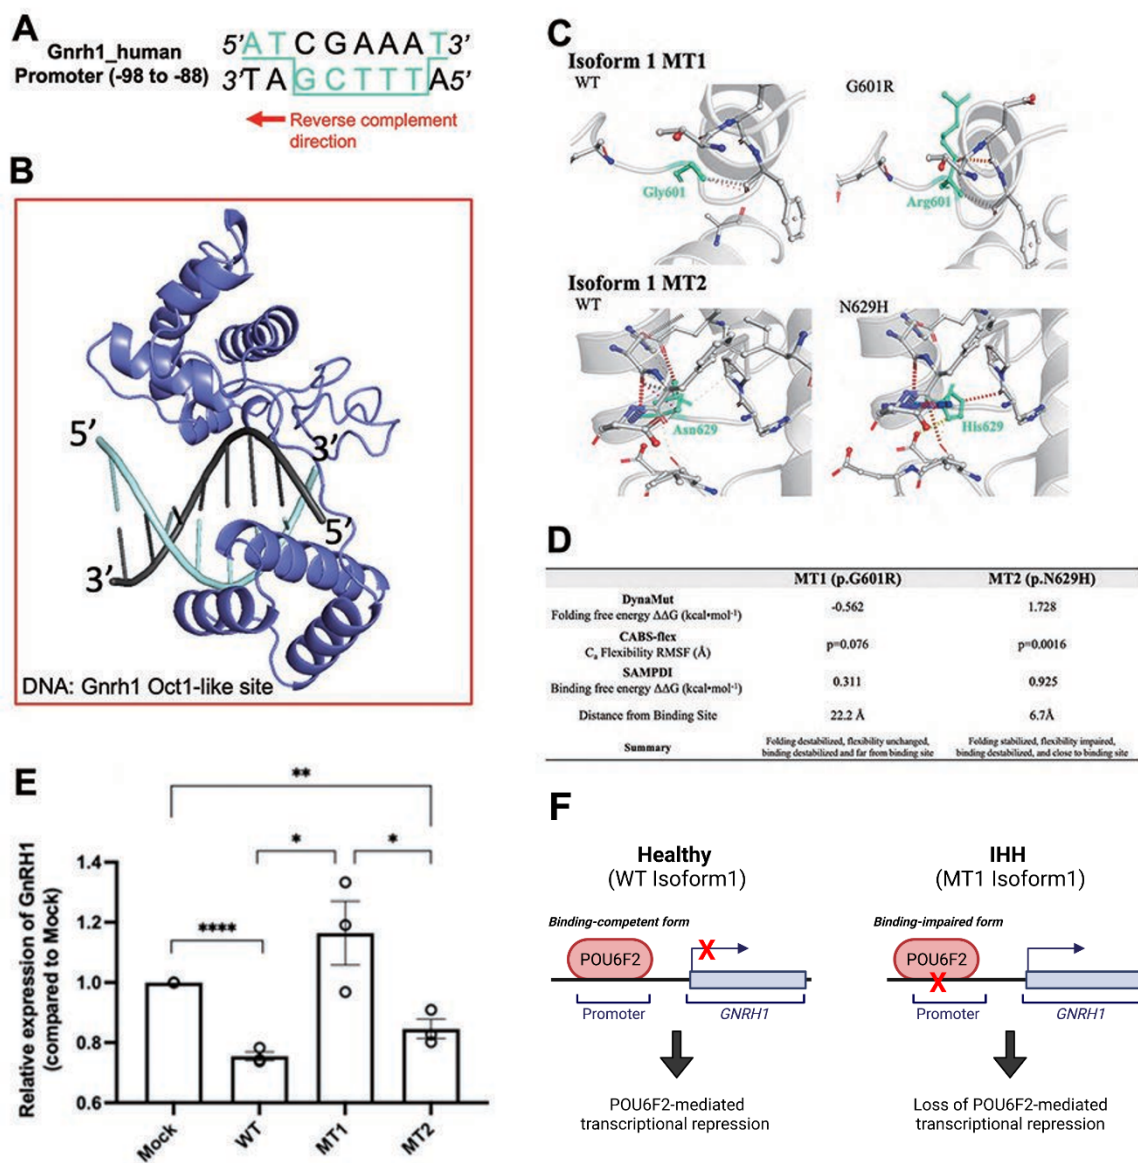 A
Gnrh1_human
Promoter (-98 to -88)
5'ATCGAAAT3'
3'TAGCTTTA5'
Reverse complement
direction
B
5'
3'
5'
3'
DNA: Gnrh1 Oct1-like site
C
Isoform 1 MT1
WT
G601R
Gly601
Arg601
Isoform 1 MT2
WT
N629H
Asn629
His629
D
MT1 (p.G601R) MT2 (p.N629H)
DynaMut
Folding free energy ΔΔG (kcal•mol⁻¹)
-0.562 1.728
CABS-flex
Cₐ Flexibility RMSF (Å)
p=0.076 p=0.0016
SAMPDI
Binding free energy ΔΔG (kcal•mol⁻¹)
0.311 0.925
Distance from Binding Site 22.2 Å 6.7Å
Summary
Folding destabilized, flexibility unchanged,
binding destabilized and far from binding site
Folding stabilized, flexibility impaired,
binding destabilized, and close to binding site
E
Relative expression of GnRH1
(compared to Mock)
1.4
1.2
1.0
0.8
0.6
**
*
*
****
Mock
WT
MT1
MT2
F
Healthy
(WT Isoform1)
Binding-competent form
POU6F2
X
Promoter
GNRH1
POU6F2-mediated
transcriptional repression
IHH
(MT1 Isoform1)
Binding-impaired form
POU6F2
X
Promoter
GNRH1
Loss of POU6F2-mediated
transcriptional repression